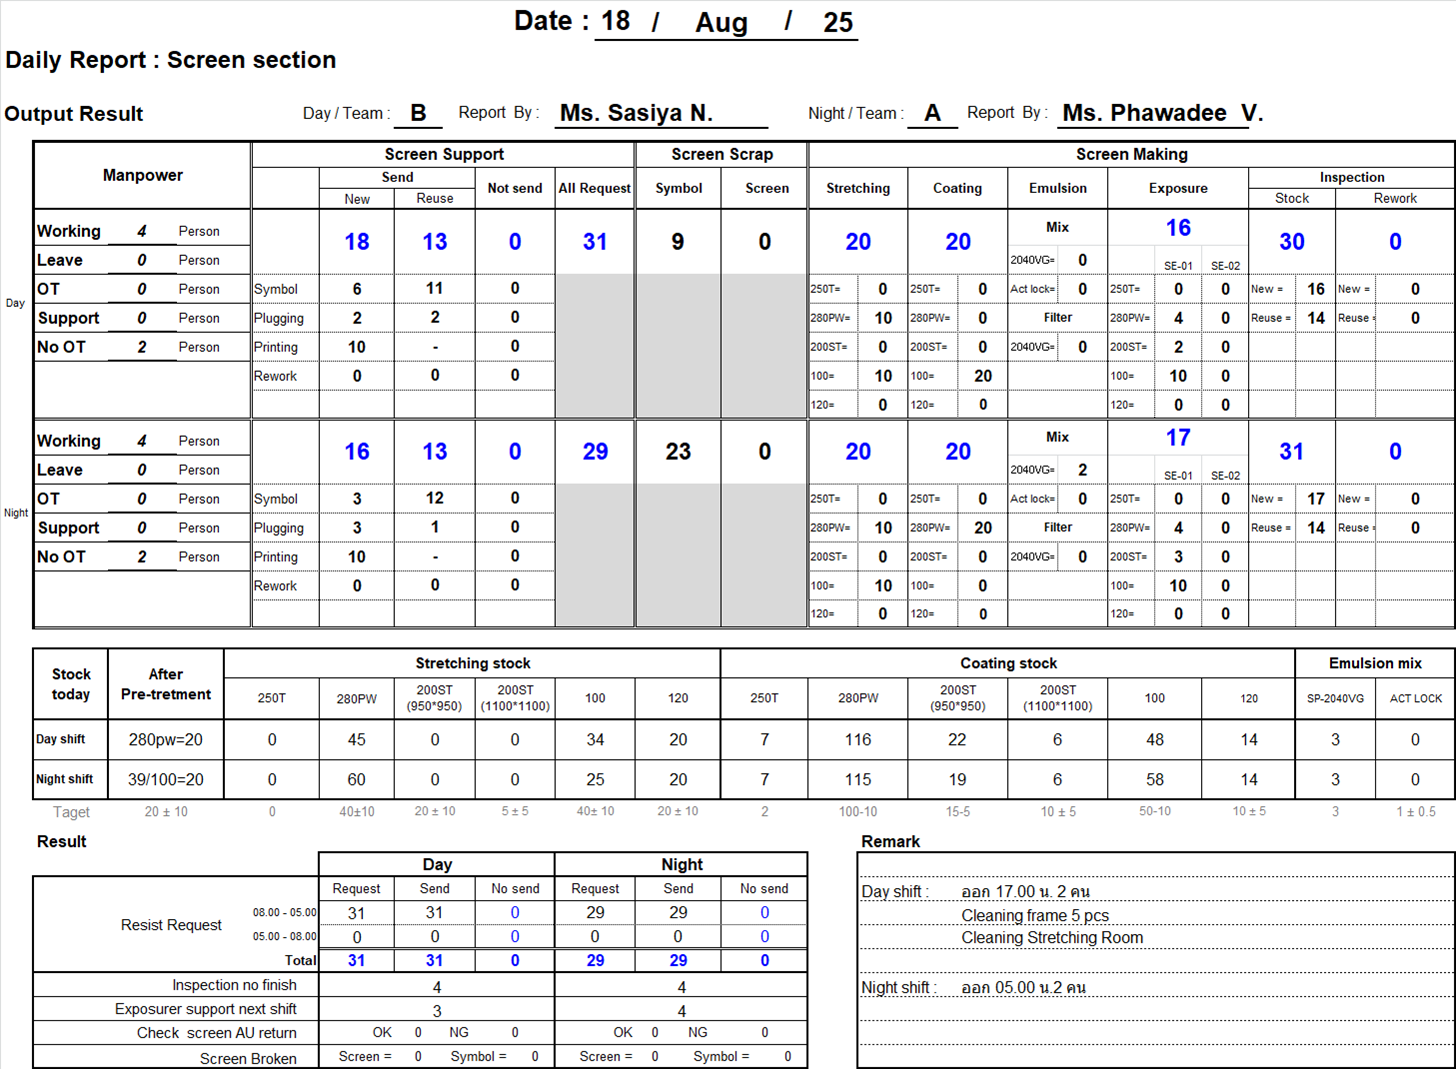 Date : 18 / Aug / 25
Daily Report : Screen section
Output Result Day / Team : B Report By : Ms. Sasiya N. Night / Team : A Report By : Ms. Phawadee V.
Manpower Screen Support Screen Scrap Screen Making
Send Not send All Request Symbol Screen Stretching Coating Emulsion Exposure Inspection
New Reuse Stock Rework
Day
Working 4 Person 18 13 0 31 9 0 20 20 Mix 16 30 0
Leave 0 Person 2040VG= 0 SE-01 SE-02
OT 0 Person Symbol 6 11 0 250T= 0 250T= 0 Act lock= 0 250T= 0 0 New = 16 New = 0
Support 0 Person Plugging 2 2 0 280PW= 10 280PW= 0 Filter 280PW= 4 0 Reuse = 14 Reuse = 0
No OT 2 Person Printing 10 - 0 200ST= 0 200ST= 0 2040VG= 0 200ST= 2 0
Rework 0 0 0 100= 10 100= 20 100= 10 0
120= 0 120= 0 120= 0 0
Night
Working 4 Person 16 13 0 29 23 0 20 20 Mix 17 31 0
Leave 0 Person 2040VG= 2 SE-01 SE-02
OT 0 Person Symbol 3 12 0 250T= 0 250T= 0 Act lock= 0 250T= 0 0 New = 17 New = 0
Support 0 Person Plugging 3 1 0 280PW= 10 280PW= 20 Filter 280PW= 4 0 Reuse = 14 Reuse = 0
No OT 2 Person Printing 10 - 0 200ST= 0 200ST= 0 2040VG= 0 200ST= 3 0
Rework 0 0 0 100= 10 100= 0 100= 10 0
120= 0 120= 0 120= 0 0
Stock today After Pre-tretment Stretching stock Coating stock Emulsion mix
250T 280PW 200ST (950*950) 200ST (1100*1100) 100 120 250T 280PW 200ST (950*950) 200ST (1100*1100) 100 120 SP-2040VG ACT LOCK
Day shift 280pw=20 0 45 0 0 34 20 7 116 22 6 48 14 3 0
Night shift 39/100=20 0 60 0 0 25 20 7 115 19 6 58 14 3 0
Taget 20 ± 10 0 40±10 20 ± 10 5 ± 5 40± 10 20 ± 10 2 100-10 15-5 10 ± 5 50-10 10 ± 5 3 1 ± 0.5
Result
Day Night
Request Send No send Request Send No send
Resist Request
08.00 - 05.00 31 31 0 29 29 0
05.00 - 08.00 0 0 0 0 0 0
Total 31 31 0 29 29 0
Inspection no finish 4 4
Exposurer support next shift 3 4
Check screen AU return OK 0 NG 0 OK 0 NG 0
Screen Broken Screen = 0 Symbol = 0 Screen = 0 Symbol = 0
Remark
Day shift : ออก 17.00 น. 2 คน
Cleaning frame 5 pcs
Cleaning Stretching Room
Night shift : ออก 05.00 น.2 คน